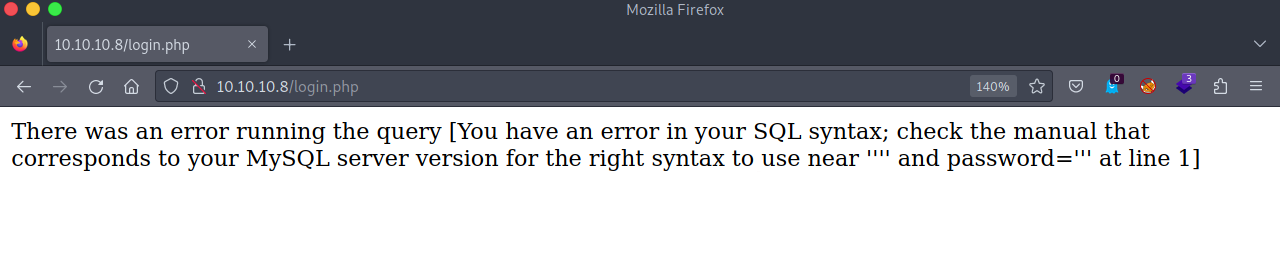 Mozilla Firefox
10.10.10.8/login.php
10.10.10.8/login.php
140%
0
3
There was an error running the query [You have an error in your SQL syntax; check the manual that
corresponds to your MySQL server version for the right syntax to use near '''' and password=''' at line 1]